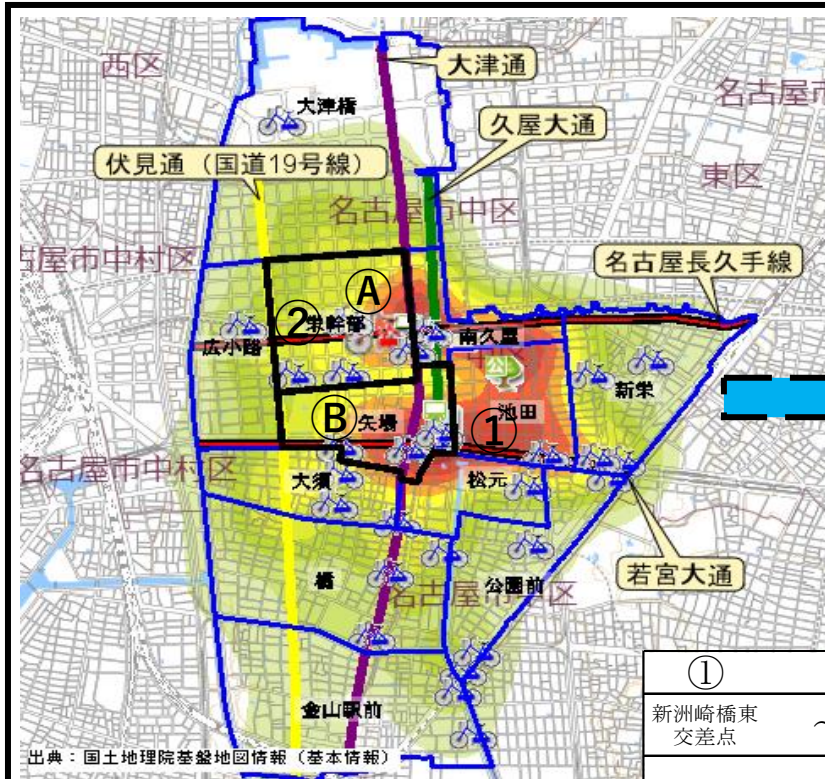 西区
大津通
大津橋
名古屋市
久屋大通
伏見通（国道19号線）
東区
名古屋市中区
古屋市中村区
名古屋長久手線
Ⓐ
②
栄幹部
南久屋
広小路
中区
公
新栄
池田
Ⓑ
矢場
①
名古屋市中村区
大須
松元
若宮大通
橘
公園前
名古屋市中区
金山駅前
出典：国土地理院基盤地図情報（基本情報）
①
新洲崎橋東
交差点
～